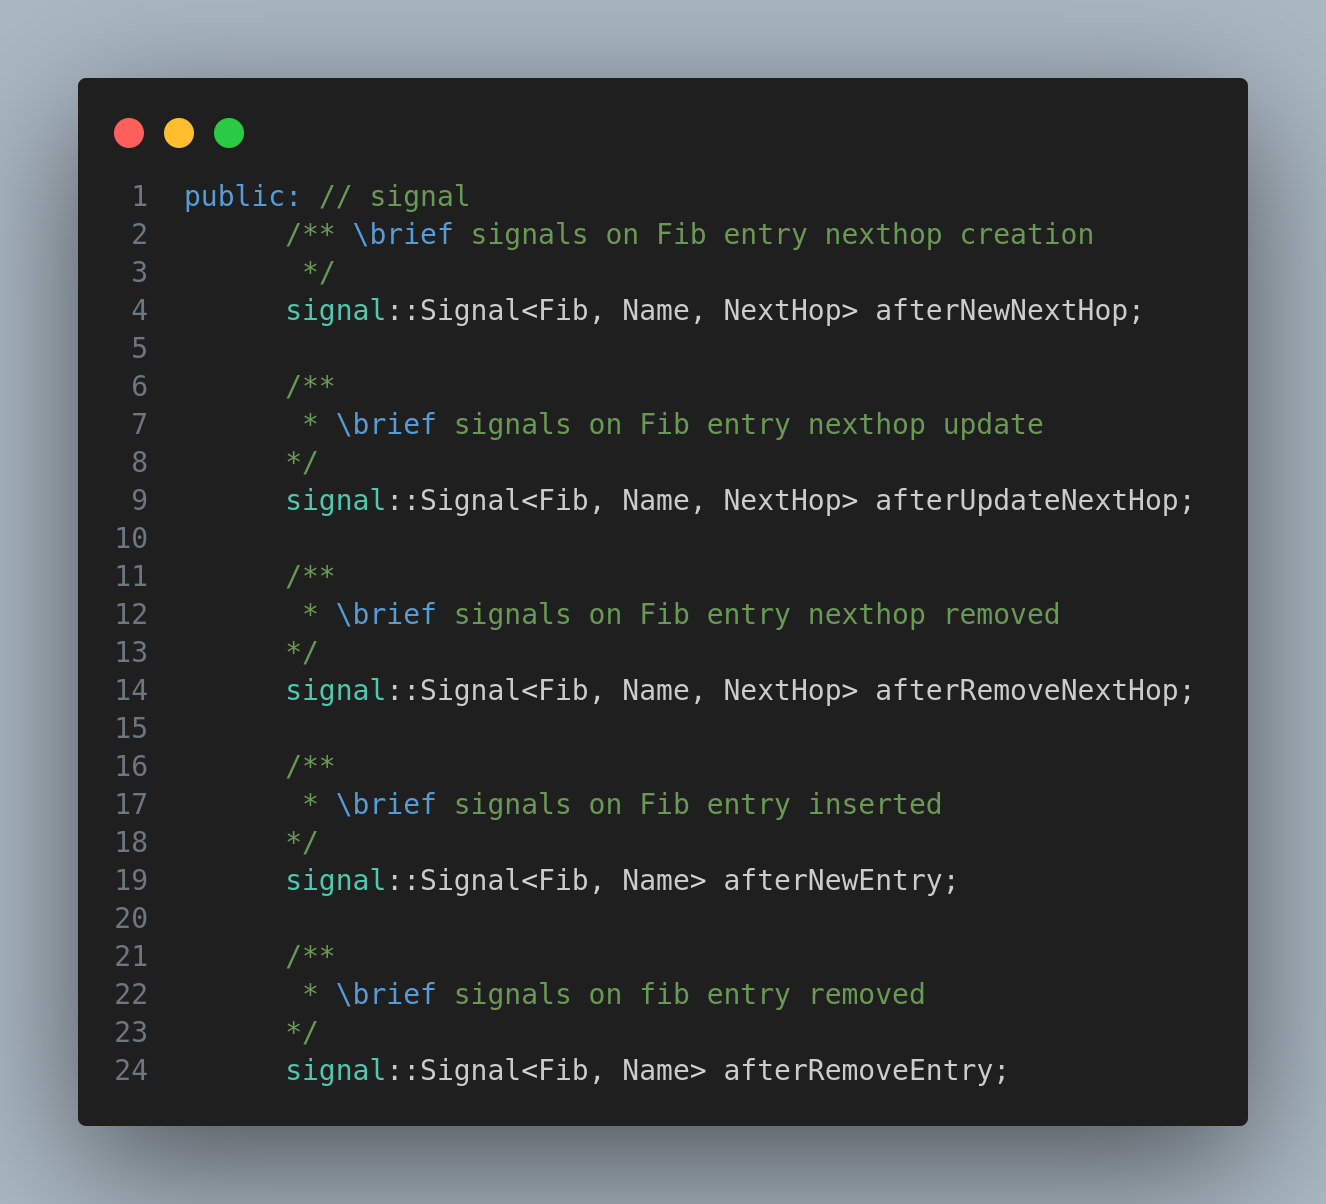 1 public: // signal
2       /** \brief signals on Fib entry nexthop creation
3        */
4       signal::Signal<Fib, Name, NextHop> afterNewNextHop;
5
6       /**
7        * \brief signals on Fib entry nexthop update
8       */
9       signal::Signal<Fib, Name, NextHop> afterUpdateNextHop;
10
11       /**
12        * \brief signals on Fib entry nexthop removed
13       */
14       signal::Signal<Fib, Name, NextHop> afterRemoveNextHop;
15
16       /**
17        * \brief signals on Fib entry inserted
18       */
19       signal::Signal<Fib, Name> afterNewEntry;
20
21       /**
22        * \brief signals on fib entry removed
23       */
24       signal::Signal<Fib, Name> afterRemoveEntry;